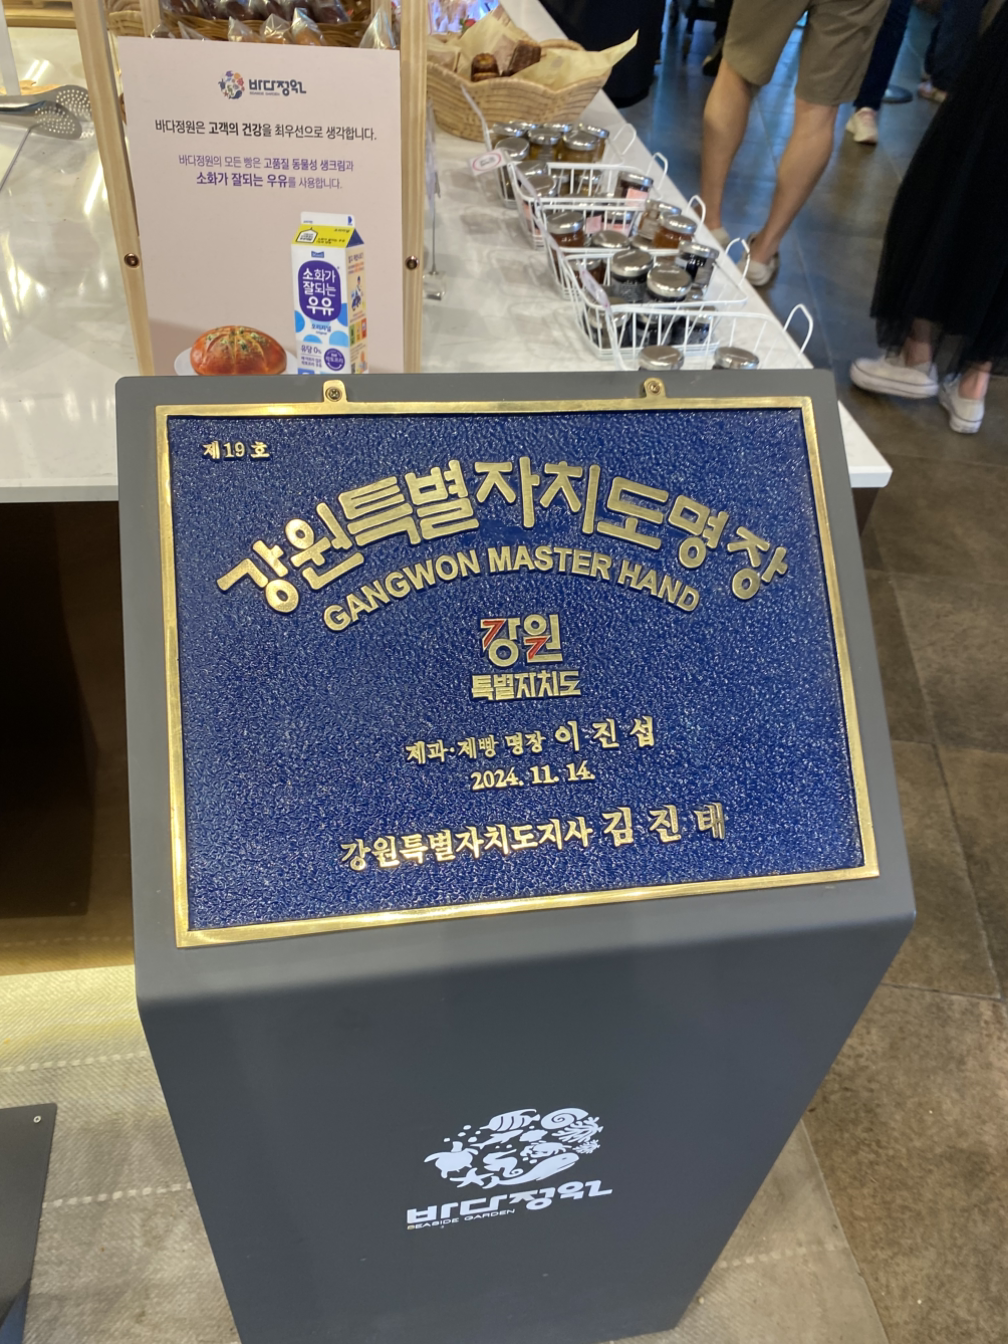 바다정원
바다정원은 고객의 건강을 최우선으로 생각합니다.
바다정원의 모든 빵은 고품질 동물성 생크림과
소화가 잘되는 우유를 사용합니다.
소화가
잘되는
우유
유당 0%
제19호
강원특별자치도명장
GANGWON MASTER HAND
강원
특별자치도
제과·제빵 명장 이진섭
2024. 11. 14.
강원특별자치도지사 김진태
바다정원
SEASIDE GARDEN